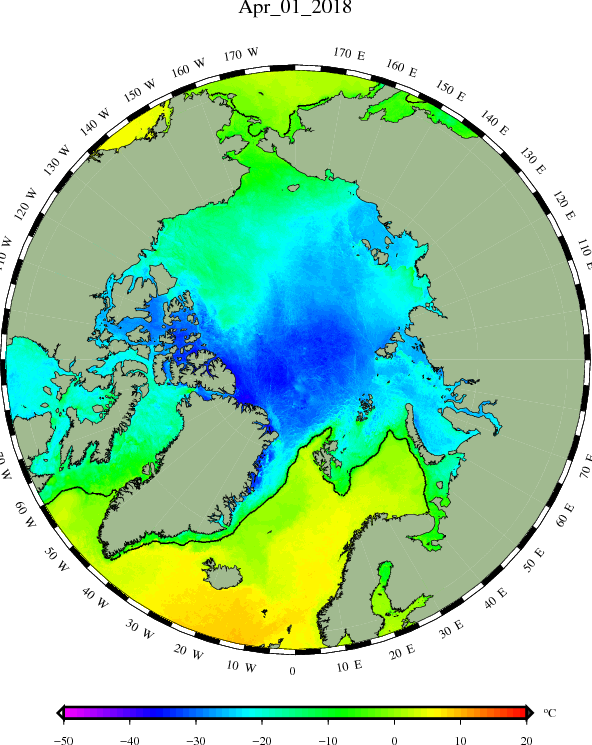 Apr_01_2018
170 W
170 E
160 W
160 E
150 W
150 E
140 W
140 E
130 W
130 E
120 W
120 E
110 E
70 E
60 W
60 E
50 W
50 E
40 W
40 E
30 W
30 E
20 W
20 E
10 W
10 E
0
°C
−50 −40 −30 −20 −10 0 10 20